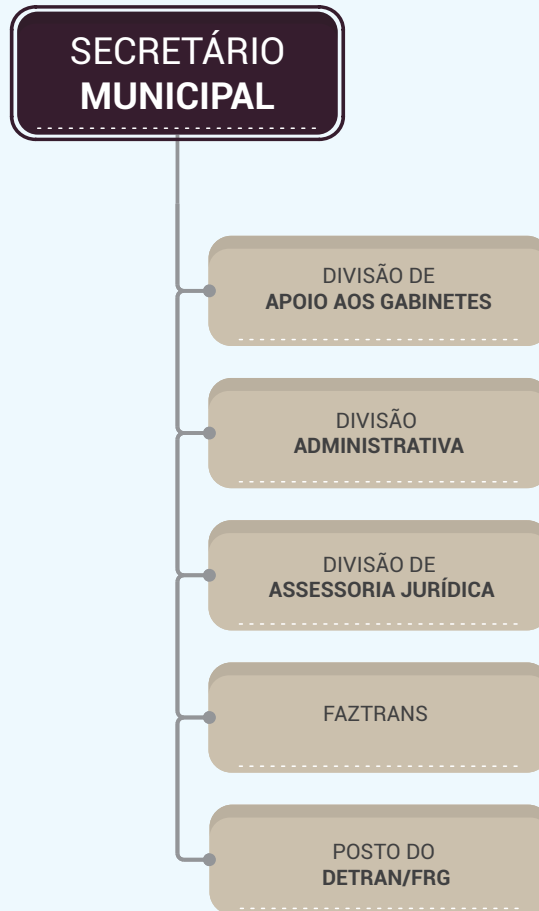 SECRETÁRIO
MUNICIPAL
DIVISÃO DE
APOIO AOS GABINETES
DIVISÃO
ADMINISTRATIVA
DIVISÃO DE
ASSESSORIA JURÍDICA
FAZTRANS
POSTO DO
DETRAN/FRG